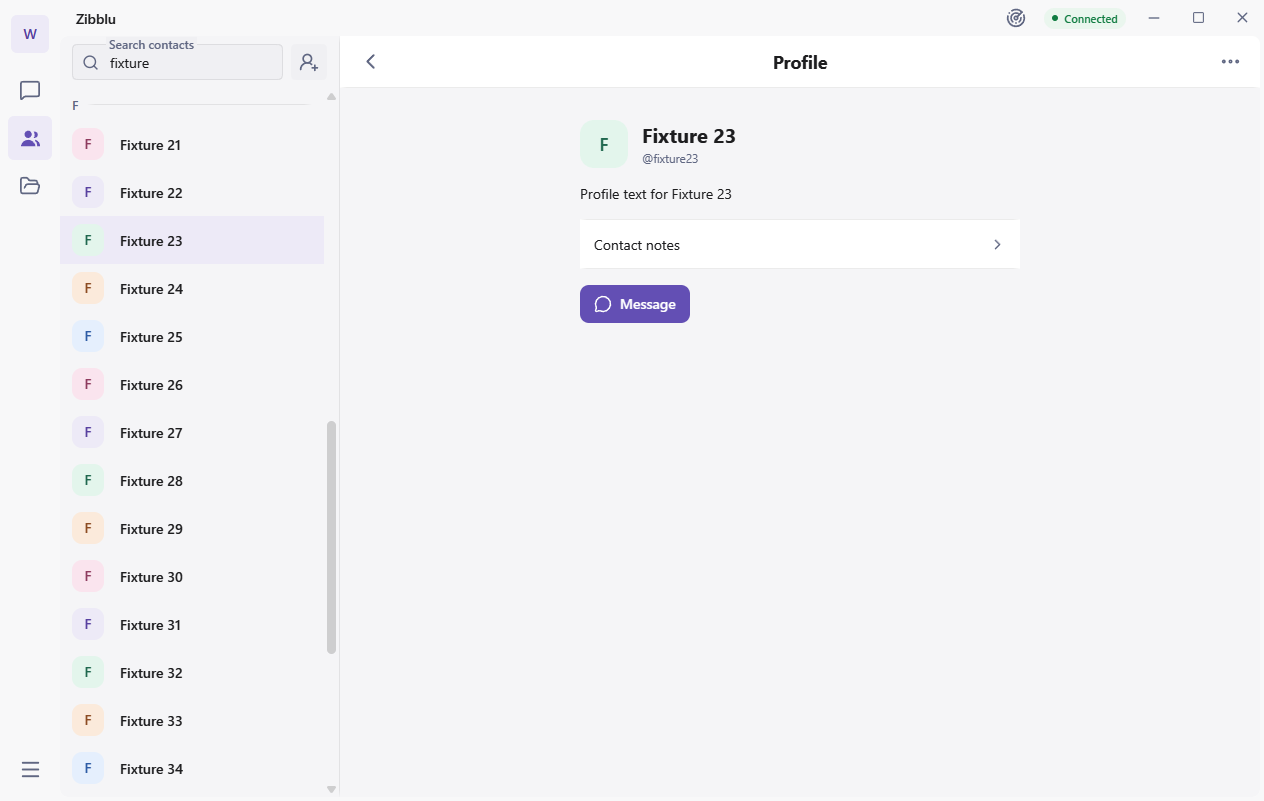 W
Zibblu
Connected
Search contacts
fixture
Profile
F
F Fixture 21
F Fixture 22
F Fixture 23
F Fixture 24
F Fixture 25
F Fixture 26
F Fixture 27
F Fixture 28
F Fixture 29
F Fixture 30
F Fixture 31
F Fixture 32
F Fixture 33
F Fixture 34
F
Fixture 23
@fixture23
Profile text for Fixture 23
Contact notes
Message